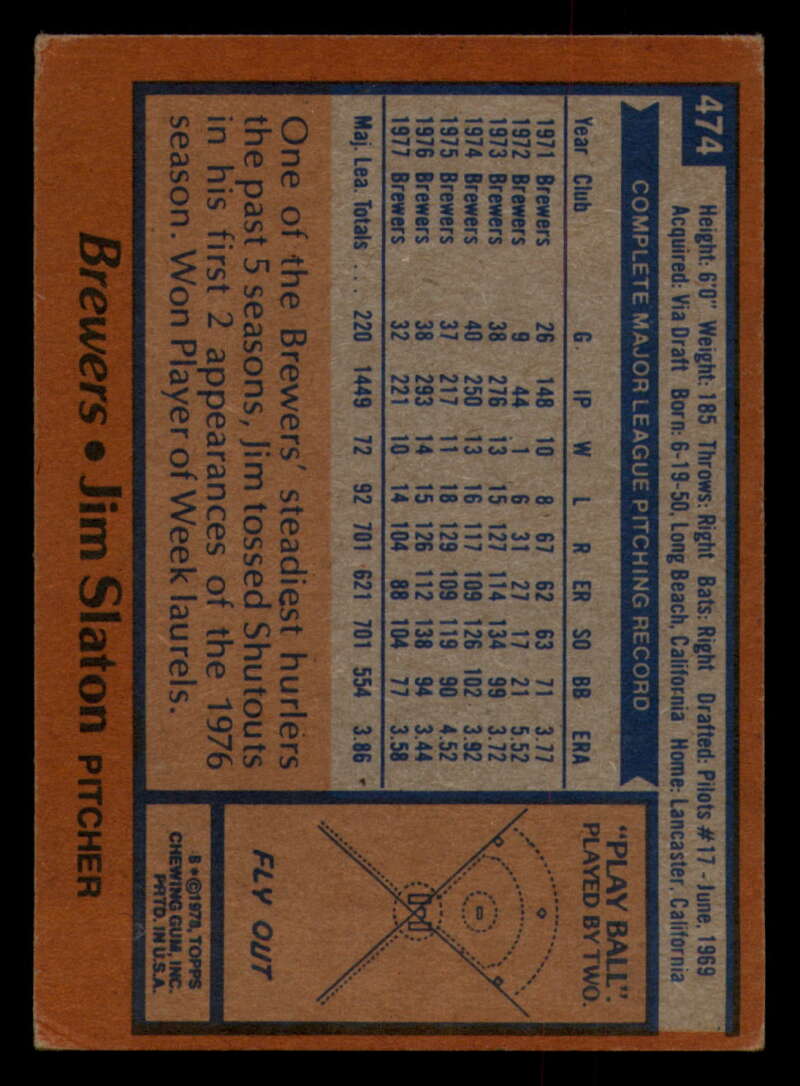 474
Height: 6'0" Weight: 185 Throws: Right Bats: Right Drafted: Pilots #17 - June, 1969
Acquired: Via Draft Born: 6-19-50, Long Beach, California Home: Lancaster, California
COMPLETE MAJOR LEAGUE PITCHING RECORD
Year Club G. IP W L R ER SO BB ERA
1971 Brewers 26 148 10 8 67 62 63 71 3.77
1972 Brewers 9 44 1 6 31 27 17 21 5.52
1973 Brewers 38 276 13 15 127 114 134 99 3.72
1974 Brewers 40 250 13 16 117 109 126 102 3.92
1975 Brewers 37 217 11 18 129 109 119 90 4.52
1976 Brewers 38 293 14 15 126 112 138 94 3.44
1977 Brewers 32 221 10 14 104 88 104 77 3.58
Maj. Lea. Totals ... 220 1449 72 92 701 621 701 554 3.86
One of the Brewers' steadiest hurlers
the past 5 seasons, Jim tossed Shutouts
in his first 2 appearances of the 1976
season. Won Player of Week laurels.
"PLAY BALL".
PLAYED BY TWO.
FLY OUT
B*©1978, TOPPS
CHEWING GUM, INC.
PRTD. IN U.S.A.
Brewers • Jim Slaton PITCHER